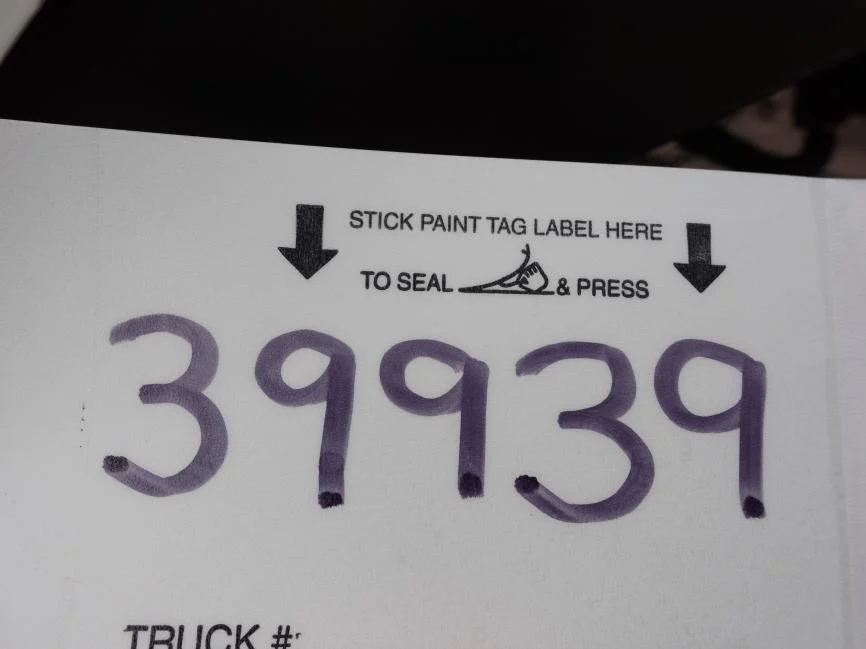 STICK PAINT TAG LABEL HERE
TO SEAL & PRESS
39939
TRUCK #